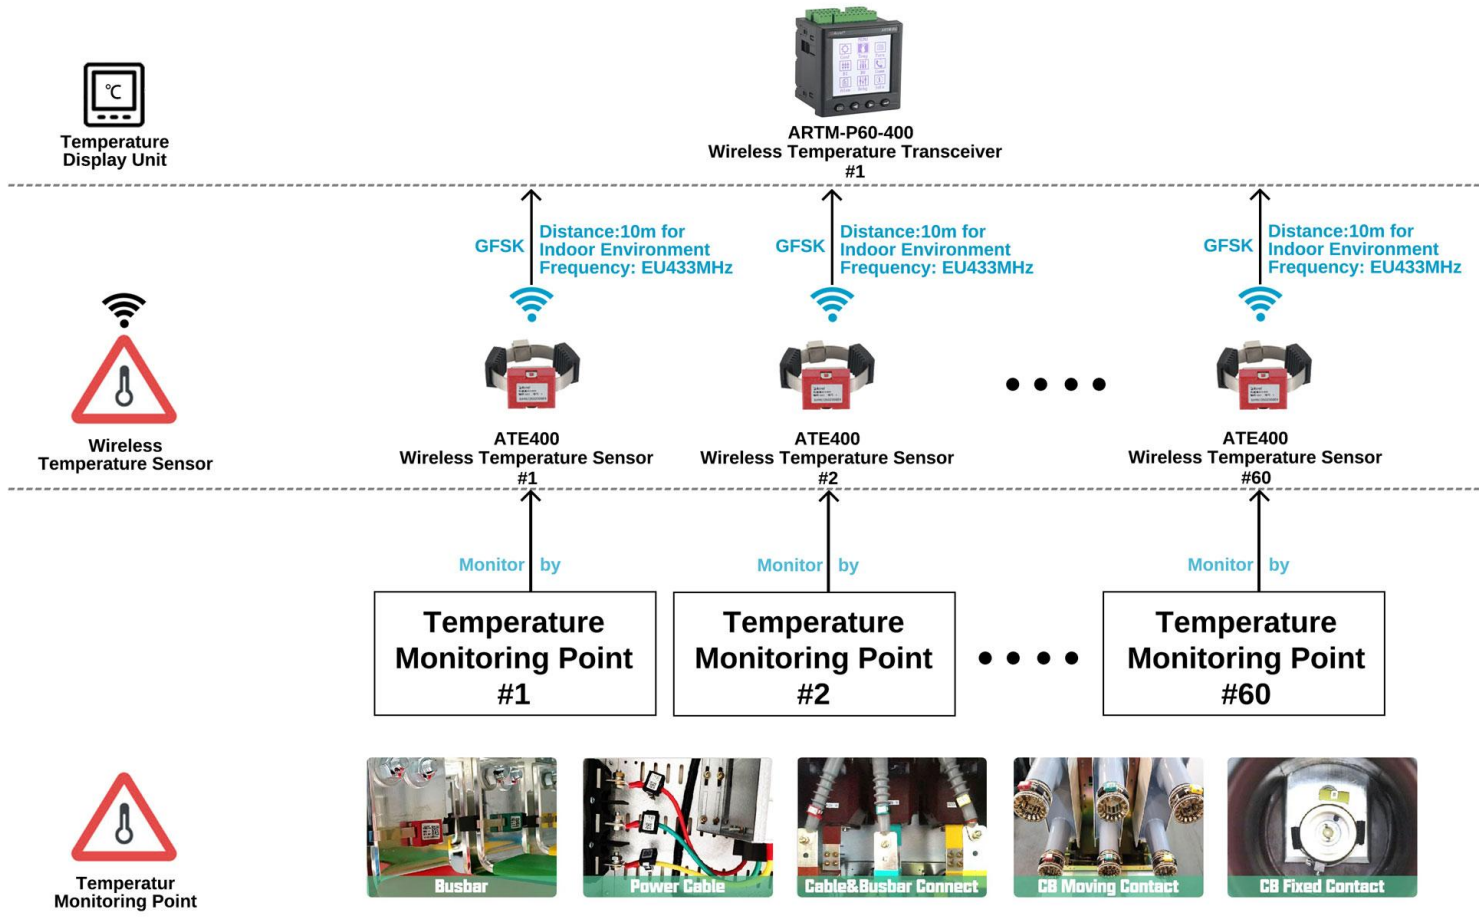 °C
Temperature
Display Unit
ARTM-P60-400
Wireless Temperature Transceiver
#1
GFSK
Distance:10m for
Indoor Environment
Frequency: EU433MHz
GFSK
Distance:10m for
Indoor Environment
Frequency: EU433MHz
GFSK
Distance:10m for
Indoor Environment
Frequency: EU433MHz
Wireless
Temperature Sensor
ATE400
Wireless Temperature Sensor
#1
ATE400
Wireless Temperature Sensor
#2
ATE400
Wireless Temperature Sensor
#60
Monitor by
Monitor by
Monitor by
Temperature
Monitoring Point
#1
Temperature
Monitoring Point
#2
Temperature
Monitoring Point
#60
Temperatur
Monitoring Point
Busbar
Power Cable
Cable&Busbar Connect
CB Moving Contact
CB Fixed Contact